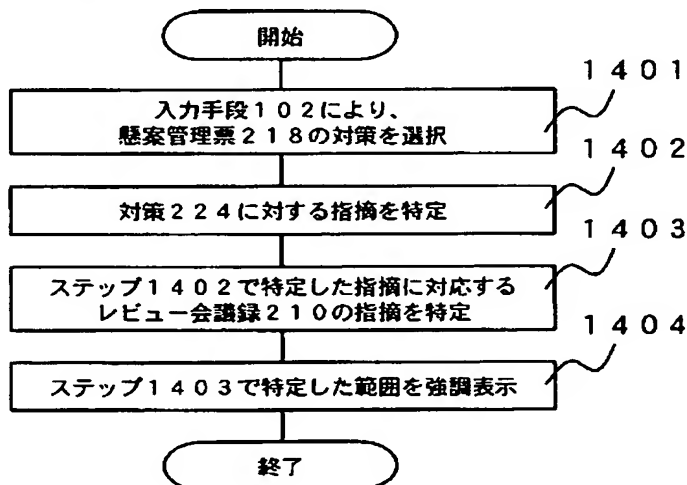 開始
1401
入力手段102により、
懸案管理票218の対策を選択
1402
対策224に対する指摘を特定
1403
ステップ1402で特定した指摘に対応する
レビュー会議録210の指摘を特定
1404
ステップ1403で特定した範囲を強調表示
終了